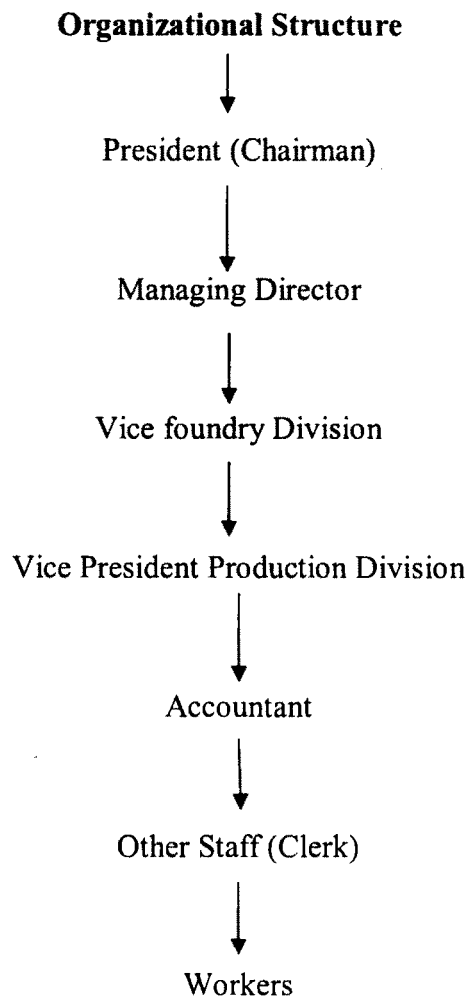 Organizational Structure
President (Chairman)
Managing Director
Vice foundry Division
Vice President Production Division
Accountant
Other Staff (Clerk)
Workers